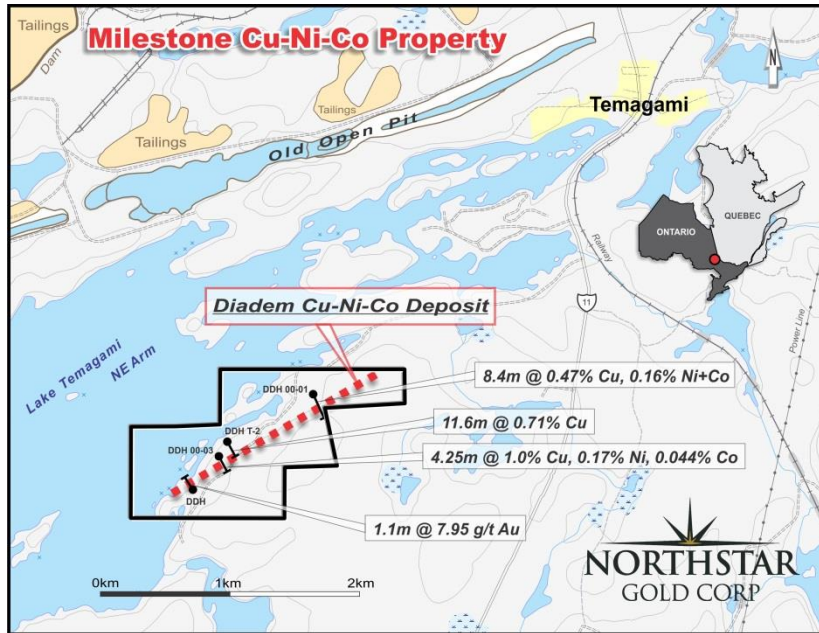 Milestone Cu-Ni-Co Property
Tailings
Dam
Tailings
Tailings
Tailings
Old Open Pit
Temagami
N
QUEBEC
ONTARIO
Railway
11
Power Line
Diadem Cu-Ni-Co Deposit
Lake Temagami
NE Arm
DDH 00-01
8.4m @ 0.47% Cu, 0.16% Ni+Co
DDH T-2
11.6m @ 0.71% Cu
DDH 00-03
4.25m @ 1.0% Cu, 0.17% Ni, 0.044% Co
DDH
1.1m @ 7.95 g/t Au
0km
1km
2km
NORTHSTAR
GOLD CORP